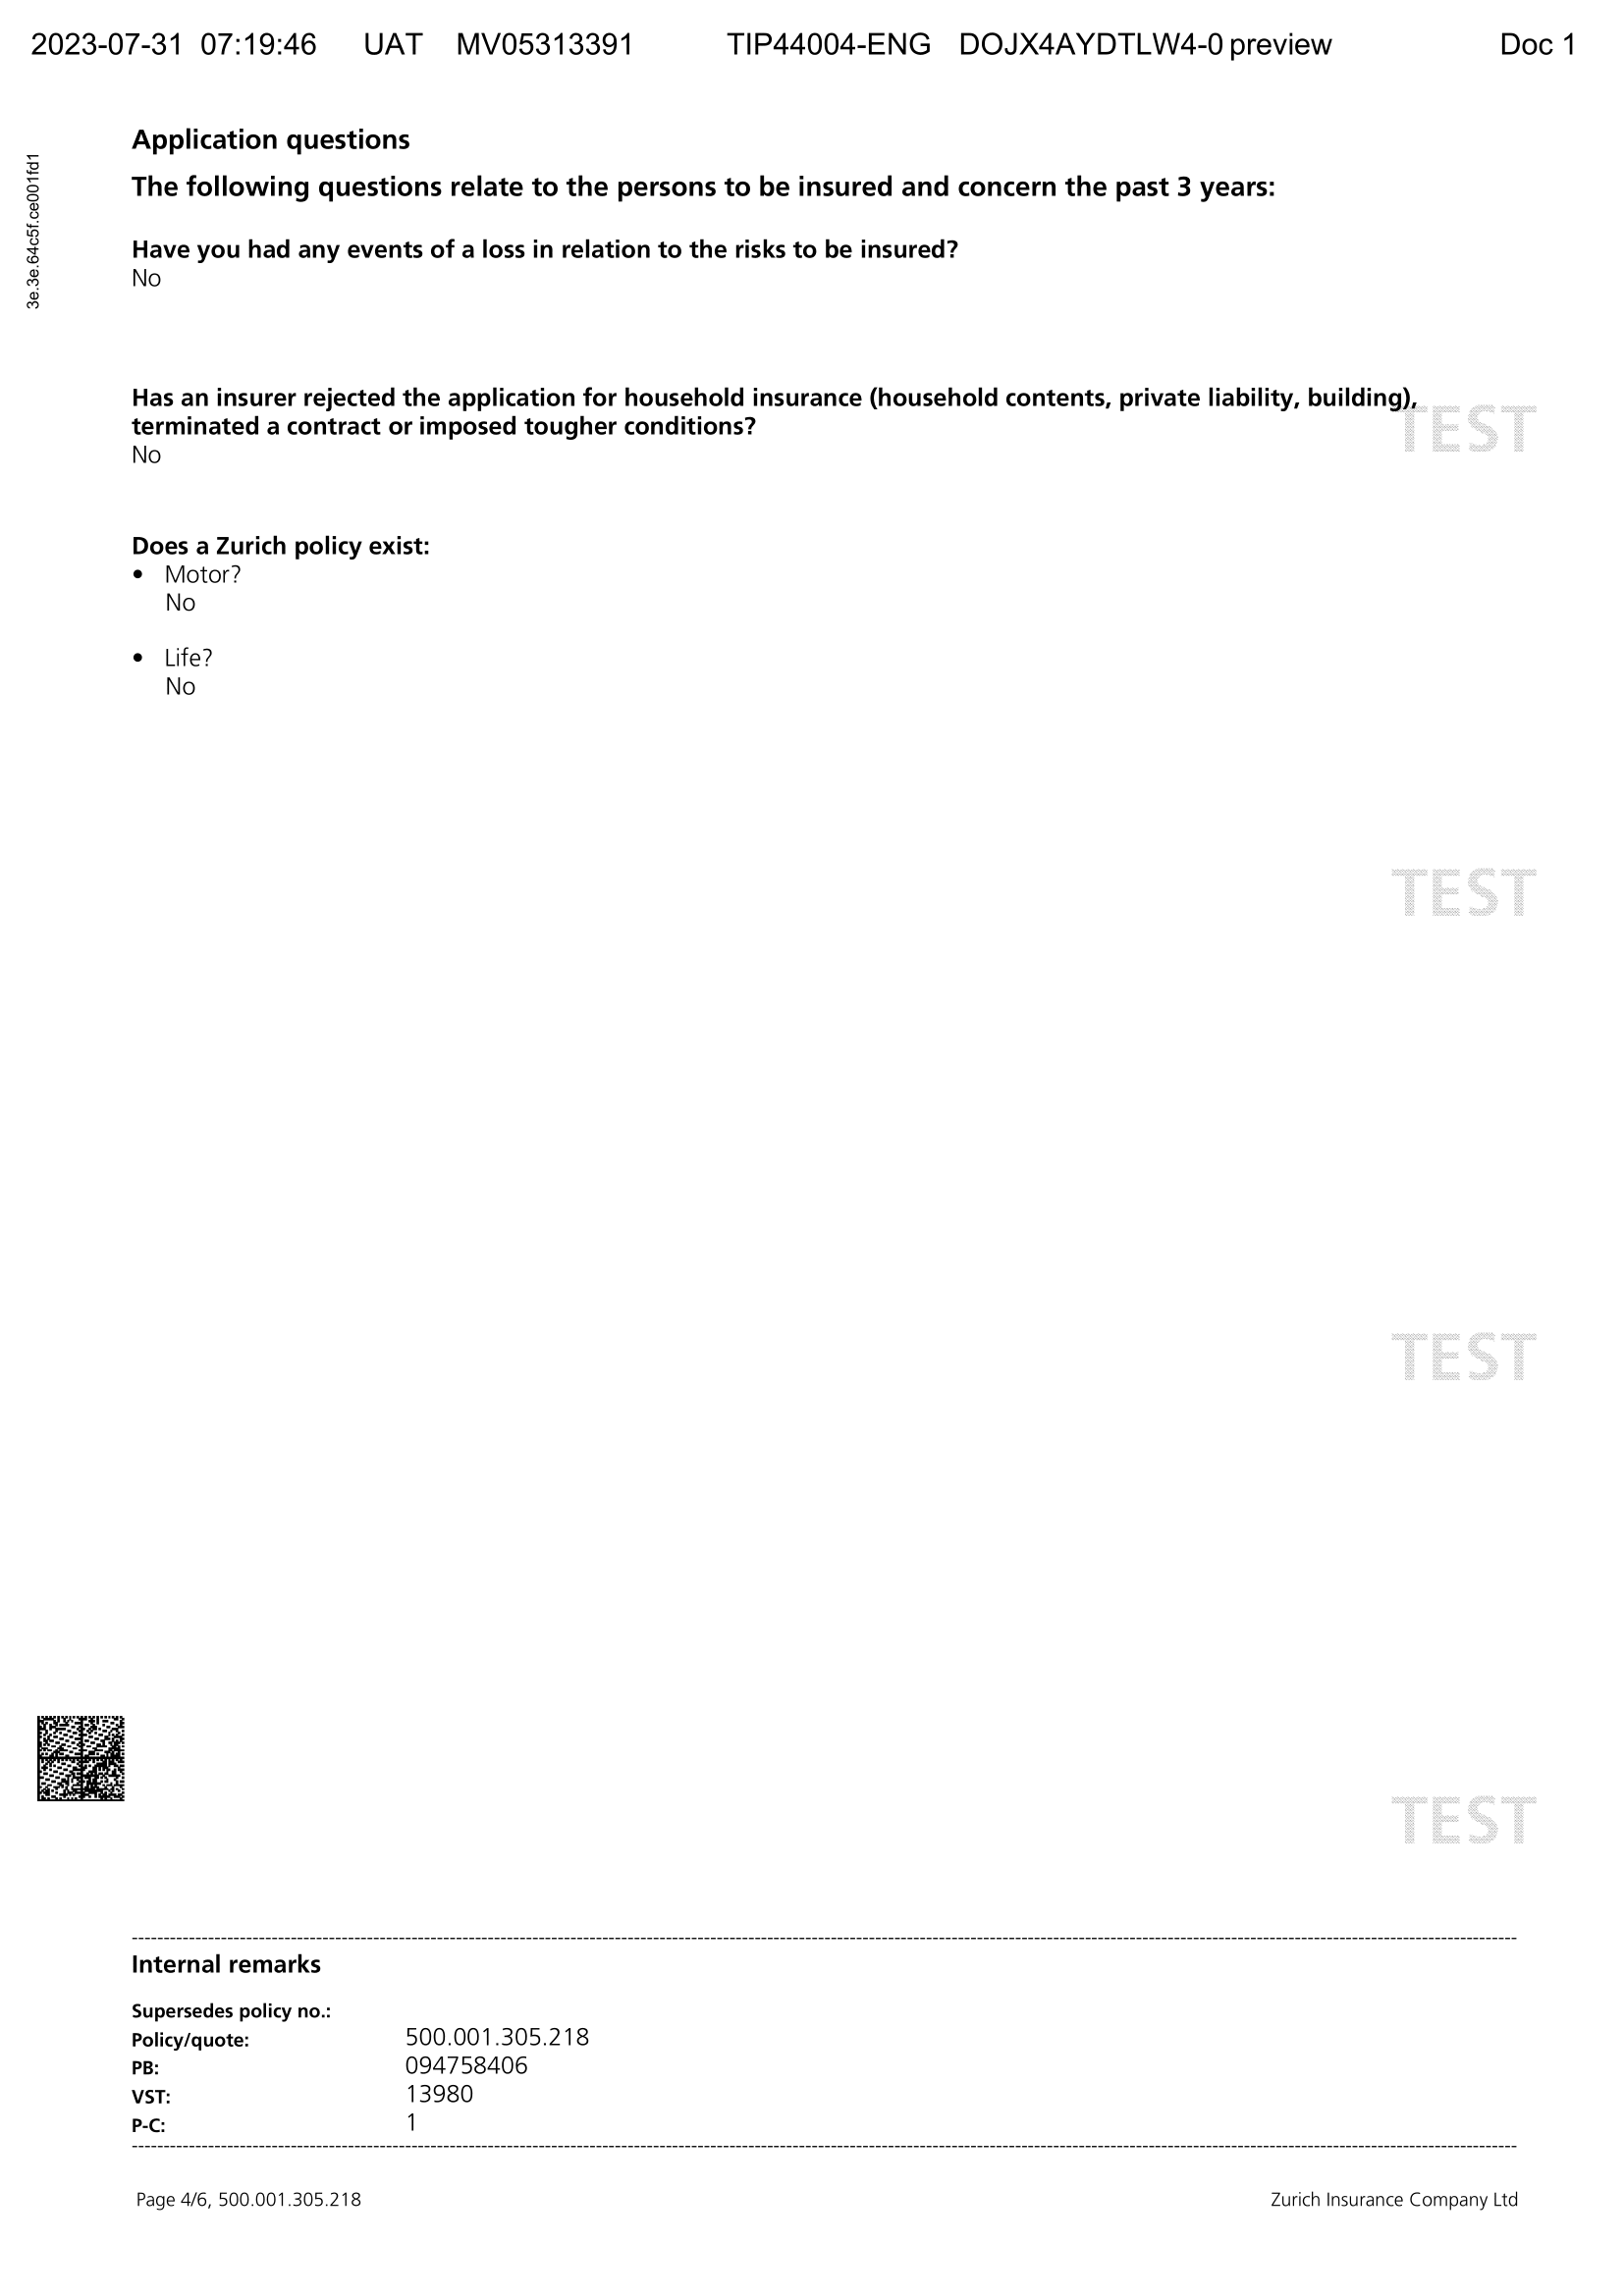 2023-07-31 07:19:46 UAT MV05313391 TIP44004-ENG DOJX4AYDTLW4-0 preview Doc 1
3e.3e.64c5f.ce001fd1
Application questions
The following questions relate to the persons to be insured and concern the past 3 years:
Have you had any events of a loss in relation to the risks to be insured?
No
Has an insurer rejected the application for household insurance (household contents, private liability, building),
terminated a contract or imposed tougher conditions?
TEST
No
Does a Zurich policy exist:
• Motor?
No
• Life?
No
TEST
TEST
TEST
Internal remarks
Supersedes policy no.:
Policy/quote: 500.001.305.218
PB: 094758406
VST: 13980
P-C: 1
Page 4/6, 500.001.305.218 Zurich Insurance Company Ltd